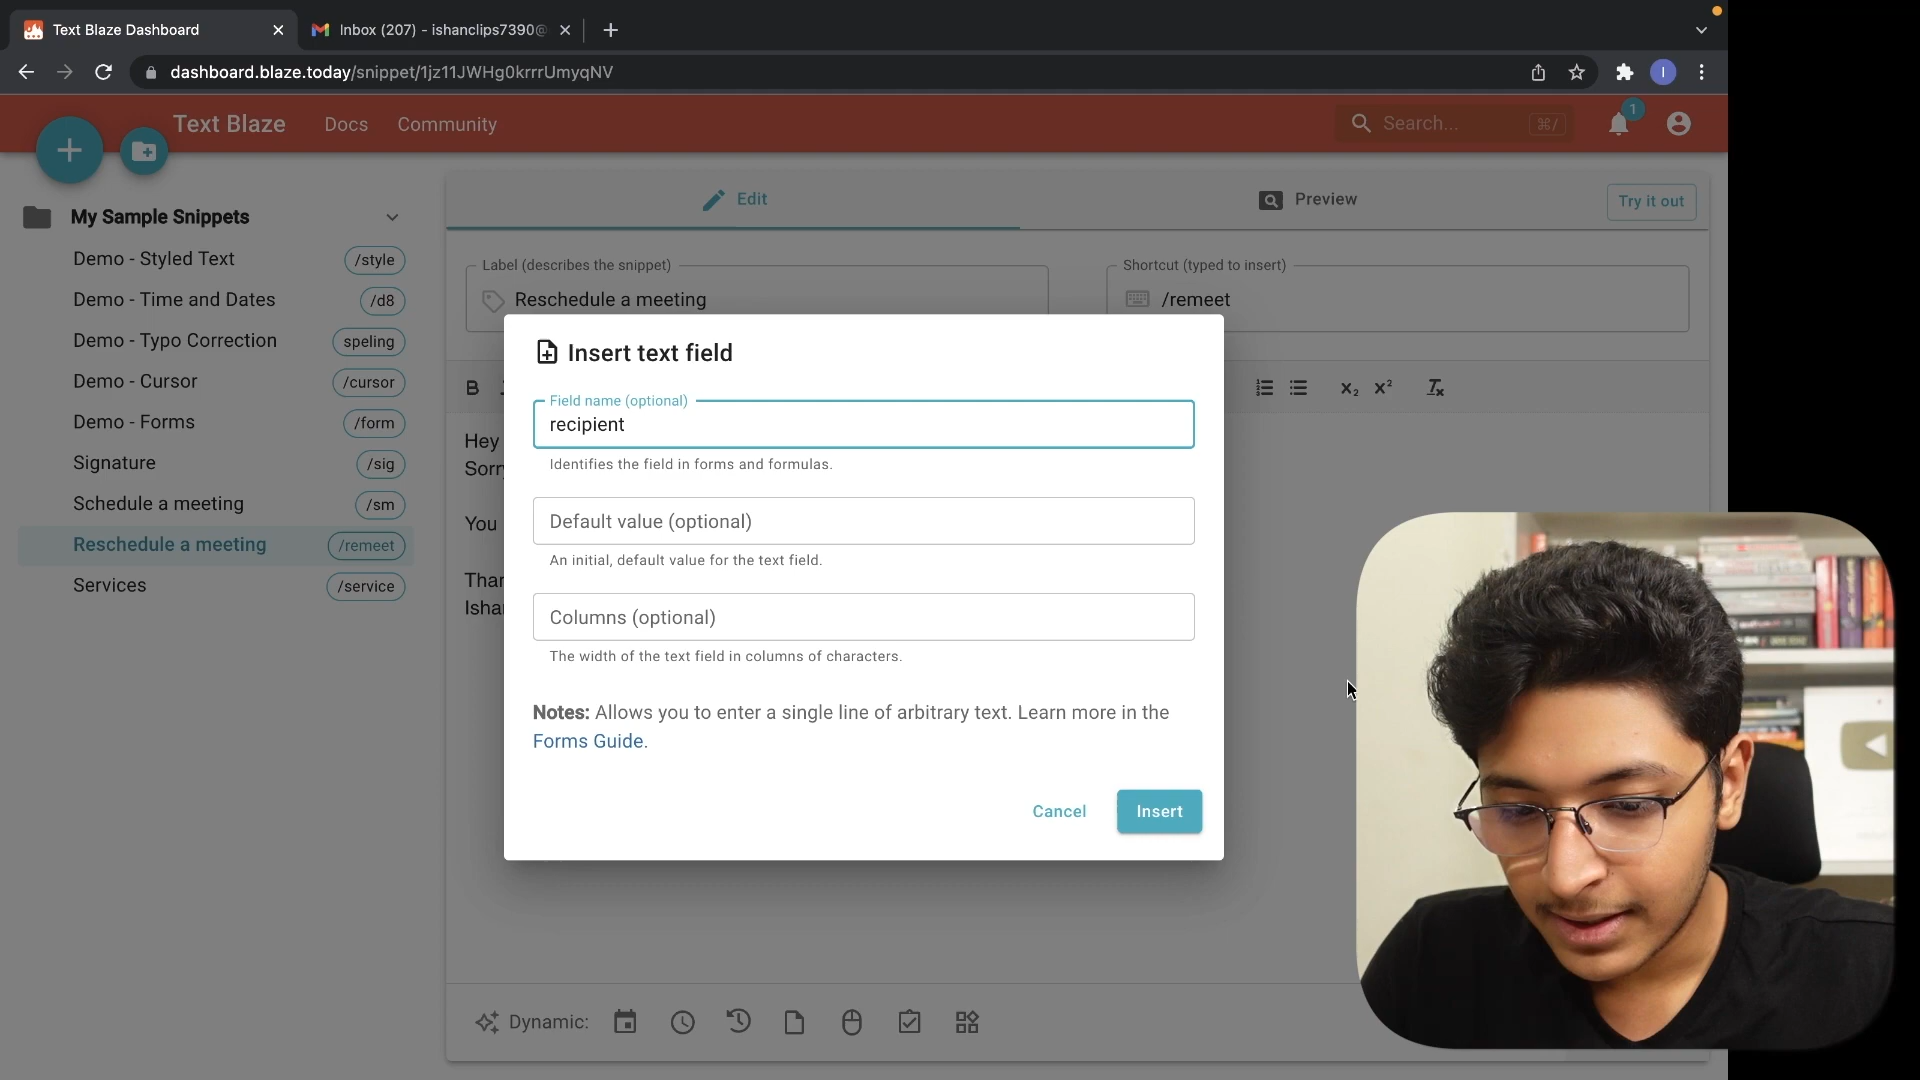 Text Blaze Dashboard
Inbox (207) - ishanclips7390@
dashboard.blaze.today/snippet/1jz11JWHg0krrrUmyqNV
I
Text Blaze
Docs
Community
Search...
⌘/
1
My Sample Snippets
Demo - Styled Text /style
Demo - Time and Dates /d8
Demo - Typo Correction speling
Demo - Cursor /cursor
Demo - Forms /form
Signature /sig
Schedule a meeting /sm
Reschedule a meeting /remeet
Services /service
Edit
Preview
Try it out
Label (describes the snippet)
Reschedule a meeting
Shortcut (typed to insert)
/remeet
B
X₂ X²
Hey
Sorry
You
Than
Isha
Insert text field
Field name (optional)
recipient
Identifies the field in forms and formulas.
Default value (optional)
An initial, default value for the text field.
Columns (optional)
The width of the text field in columns of characters.
Notes: Allows you to enter a single line of arbitrary text. Learn more in the
Forms Guide.
Cancel
Insert
Dynamic: